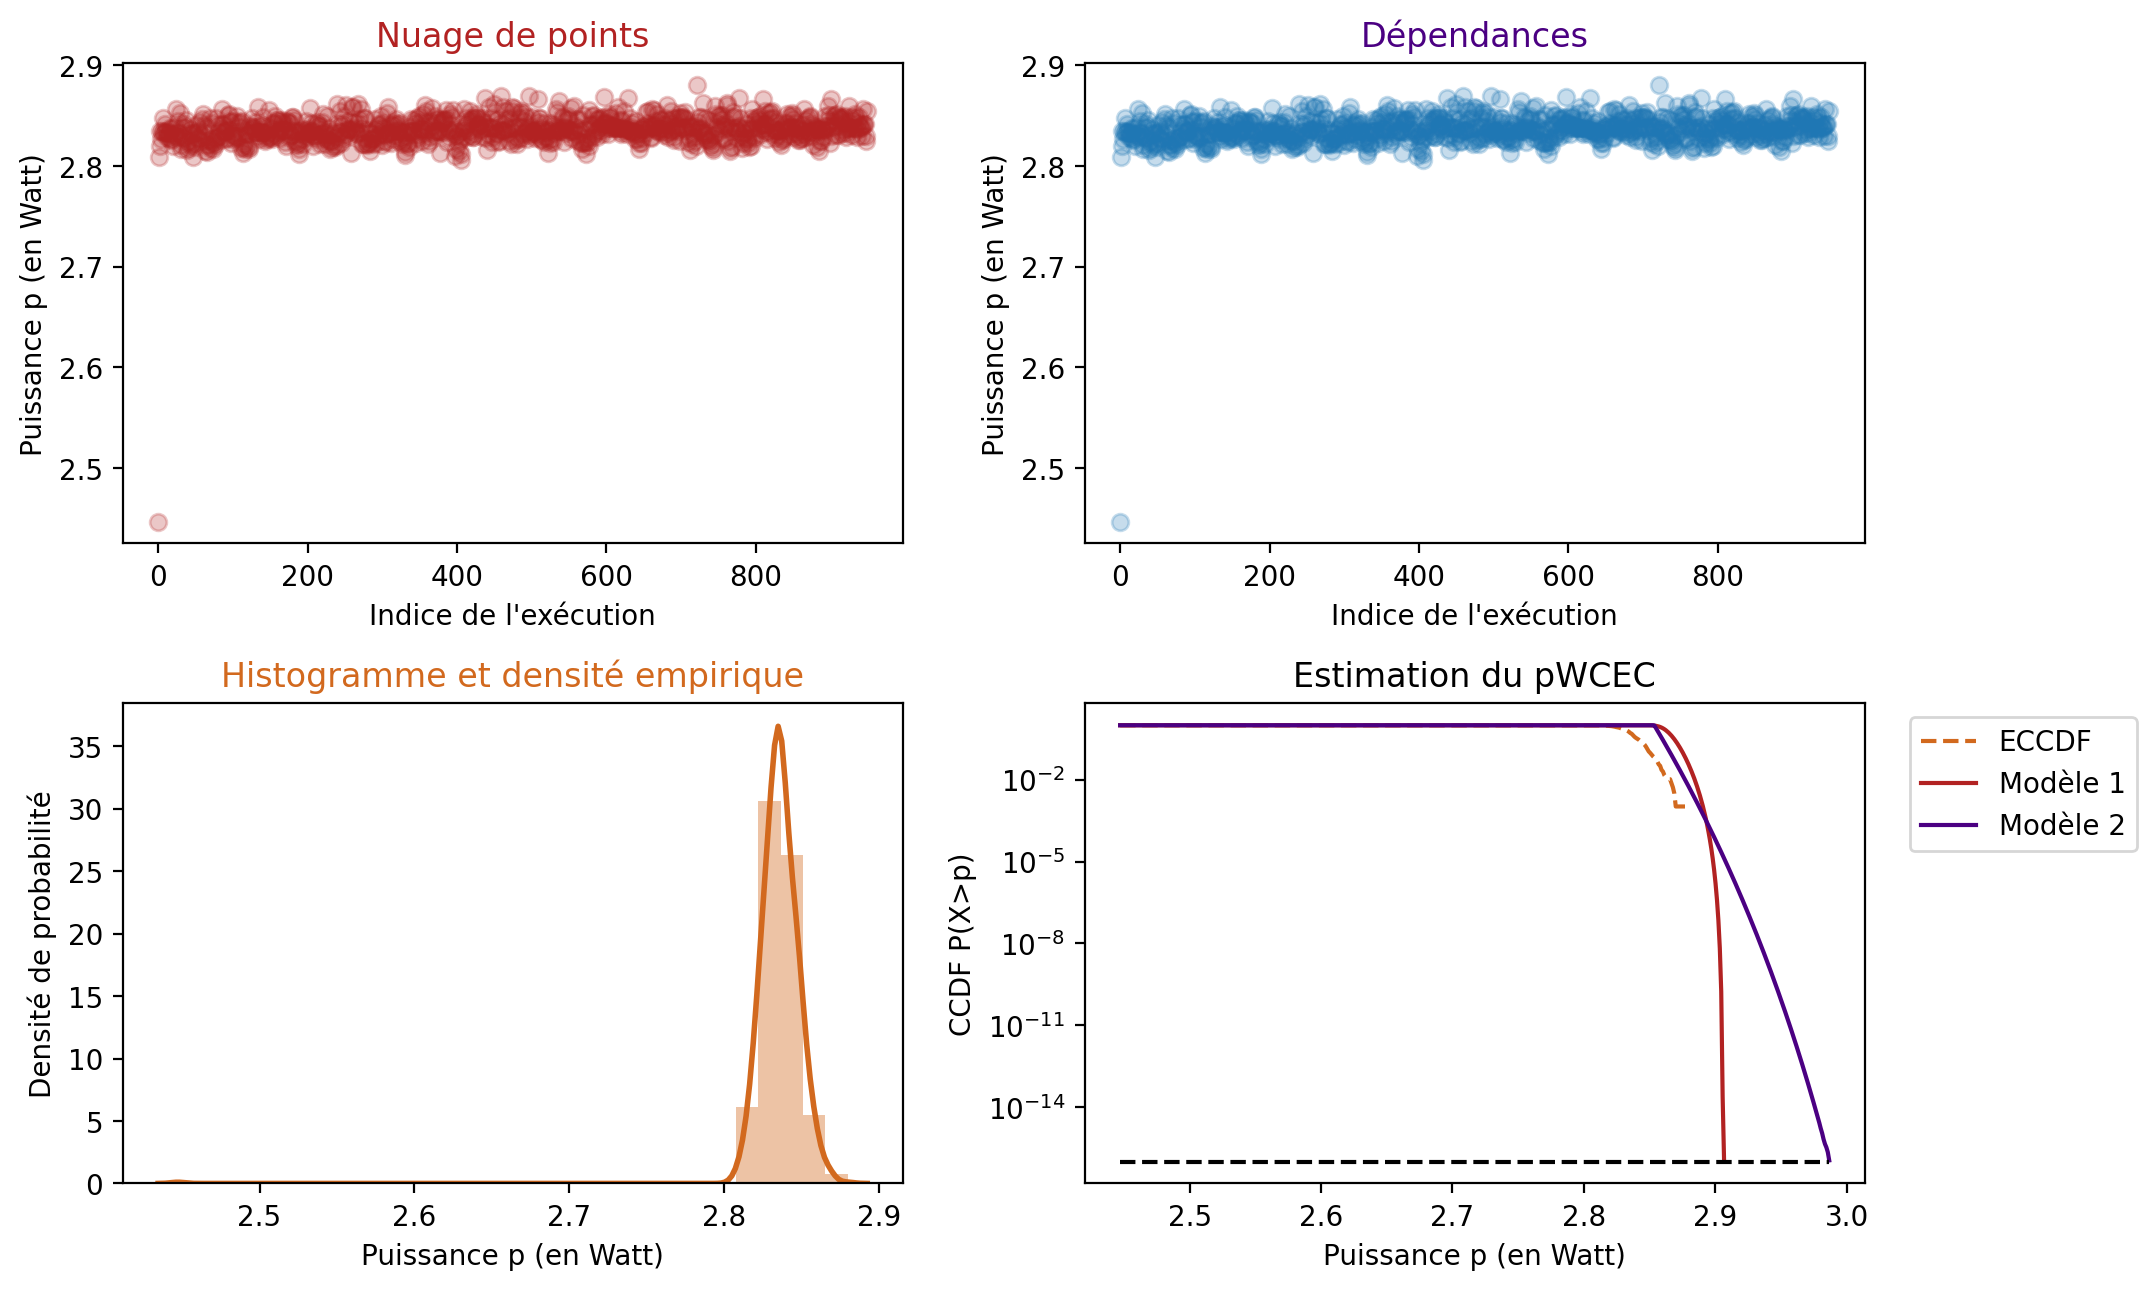 Nuage de points
2.9
2.8
2.7
2.6
2.5
Puissance p (en Watt)
0 200 400 600 800
Indice de l'exécution
Dépendances
2.9
2.8
2.7
2.6
2.5
Puissance p (en Watt)
0 200 400 600 800
Indice de l'exécution
Histogramme et densité empirique
35
30
25
20
15
10
5
0
Densité de probabilité
2.5 2.6 2.7 2.8 2.9
Puissance p (en Watt)
Estimation du pWCEC
10⁻²
10⁻⁵
10⁻⁸
10⁻¹¹
10⁻¹⁴
CCDF P(X>p)
2.5 2.6 2.7 2.8 2.9 3.0
Puissance p (en Watt)
ECCDF
Modèle 1
Modèle 2